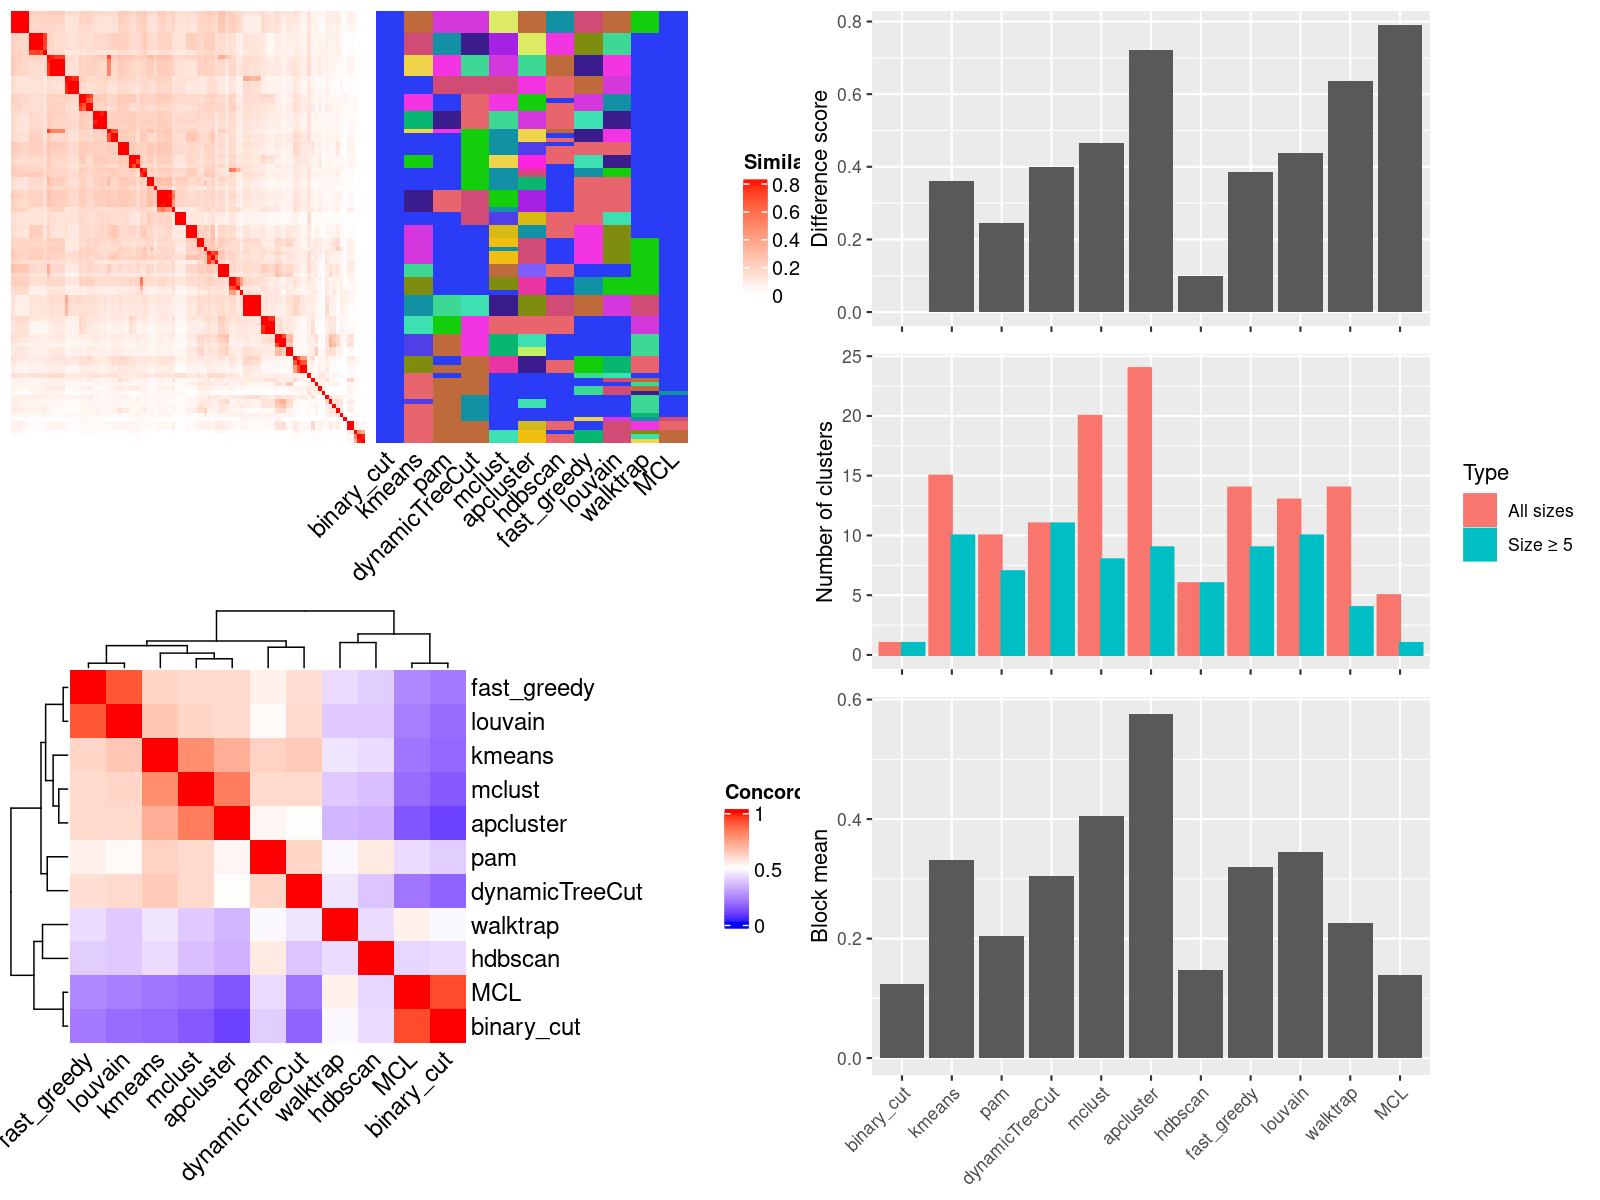 Simila
0.8
0.6
0.4
0.2
0
binary_cut
kmeans
pam
dynamicTreeCut
mclust
apcluster
hdbscan
fast_greedy
louvain
walktrap
MCL
fast_greedy
louvain
kmeans
mclust
apcluster
pam
dynamicTreeCut
walktrap
hdbscan
MCL
binary_cut
fast_greedy
louvain
kmeans
mclust
apcluster
pam
dynamicTreeCut
walktrap
hdbscan
MCL
binary_cut
Concord
1
0.5
0
Difference score
0.8
0.6
0.4
0.2
0.0
Number of clusters
25
20
15
10
5
0
Type
All sizes
Size ≥ 5
Block mean
0.6
0.4
0.2
0.0
binary_cut
kmeans
pam
dynamicTreeCut
mclust
apcluster
hdbscan
fast_greedy
louvain
walktrap
MCL